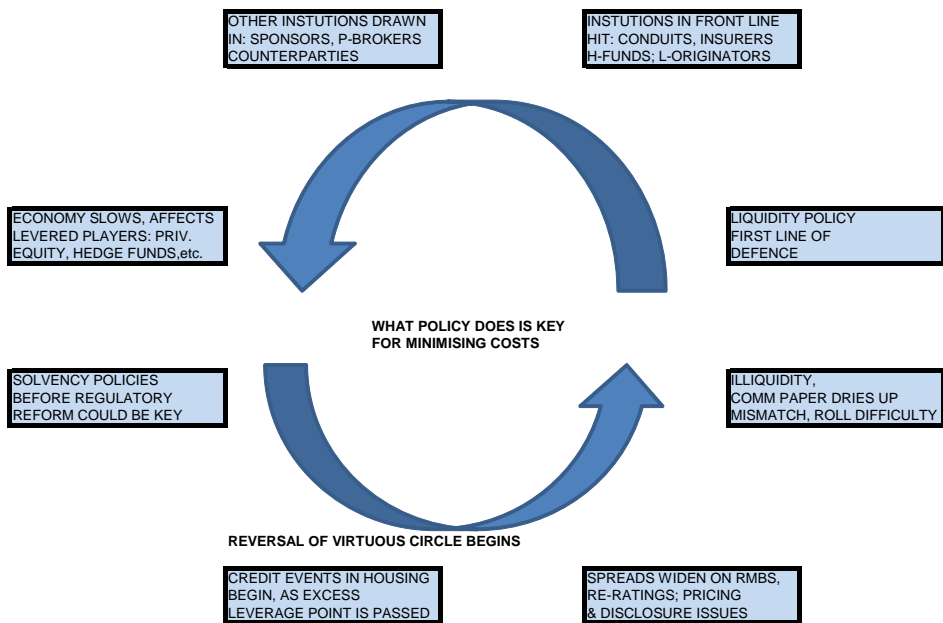 OTHER INSTUTIONS DRAWN
IN: SPONSORS, P-BROKERS
COUNTERPARTIES
INSTUTIONS IN FRONT LINE
HIT: CONDUITS, INSURERS
H-FUNDS; L-ORIGINATORS
ECONOMY SLOWS, AFFECTS
LEVERED PLAYERS: PRIV.
EQUITY, HEDGE FUNDS,etc.
LIQUIDITY POLICY
FIRST LINE OF
DEFENCE
WHAT POLICY DOES IS KEY
FOR MINIMISING COSTS
SOLVENCY POLICIES
BEFORE REGULATORY
REFORM COULD BE KEY
ILLIQUIDITY,
COMM PAPER DRIES UP
MISMATCH, ROLL DIFFICULTY
REVERSAL OF VIRTUOUS CIRCLE BEGINS
CREDIT EVENTS IN HOUSING
BEGIN, AS EXCESS
LEVERAGE POINT IS PASSED
SPREADS WIDEN ON RMBS,
RE-RATINGS; PRICING
& DISCLOSURE ISSUES